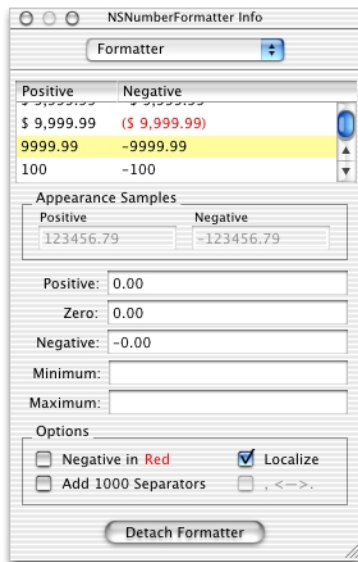 NSNumberFormatter Info
Formatter
Positive Negative
$ 9,999.99 ($ 9,999.99)
9999.99 -9999.99
100 -100
Appearance Samples
Positive Negative
123456.79 -123456.79
Positive: 0.00
Zero: 0.00
Negative: -0.00
Minimum:
Maximum:
Options
Negative in Red Localize
Add 1000 Separators , <—>.
Detach Formatter